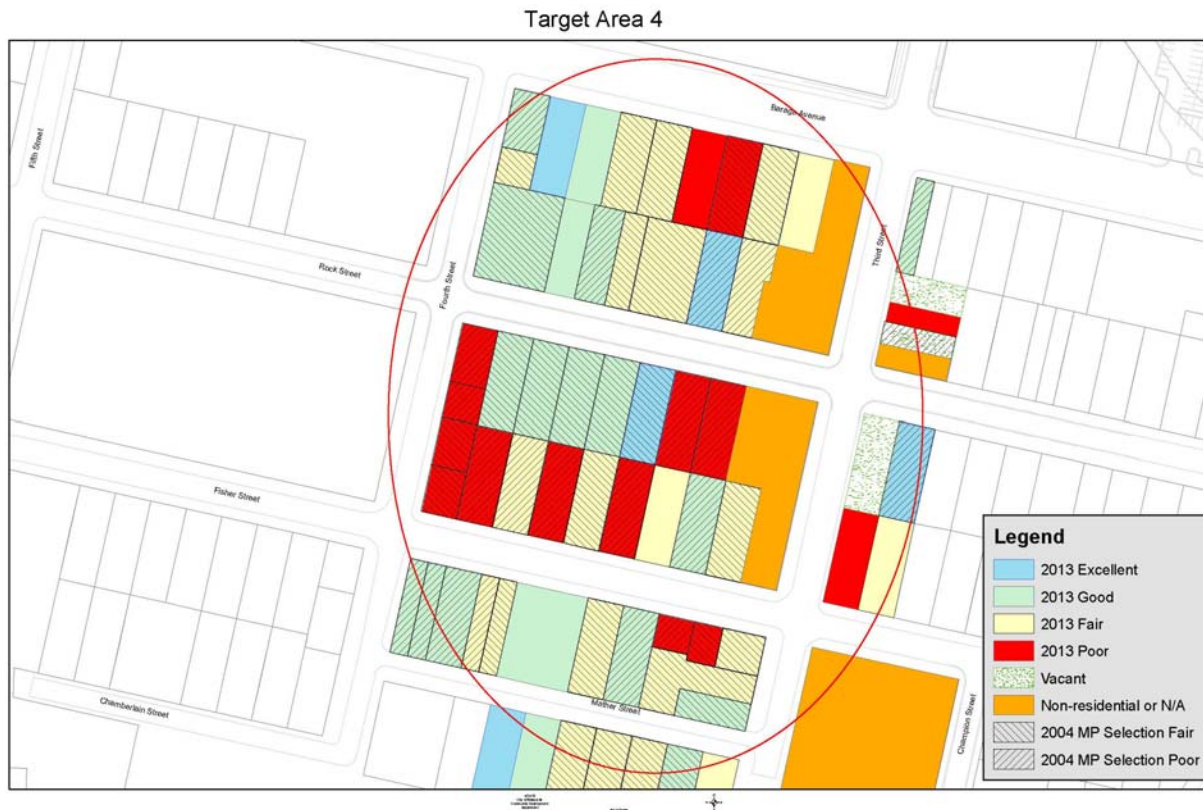 Target Area 4
Baraga Avenue
Fifth Street
Third Street
Rock Street
Fourth Street
Fisher Street
Chamberlain Street
Mather Street
Champion Street
Legend
2013 Excellent
2013 Good
2013 Fair
2013 Poor
Vacant
Non-residential or N/A
2004 MP Selection Fair
2004 MP Selection Poor